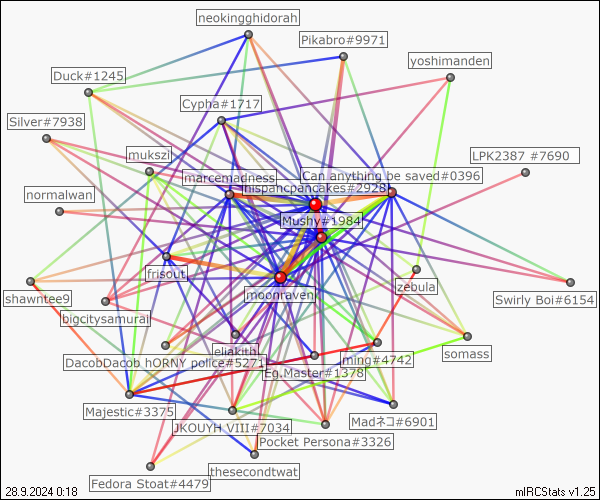 neokingghidorah
Pikabro#9971
yoshimanden
Duck#1245
Cypha#1717
Silver#7938
mukszi
LPK2387 #7690
Can anything be saved#0396
marcemadness
hispancpancakes#2928
normalwan
Mushy#1984
frisout
zebula
moonraven
shawntee9
Swirly Boi#6154
bigcitysamurai
eliakith
ming#4742
somass
DacobDacob hORNY police#5271
Eg.Master#1378
Majestic#3375
Madネコ#6901
JKOUYH VIII#7034
Pocket Persona#3326
thesecondtwat
Fedora Stoat#4479
28.9.2024 0:18
mIRCStats v1.25